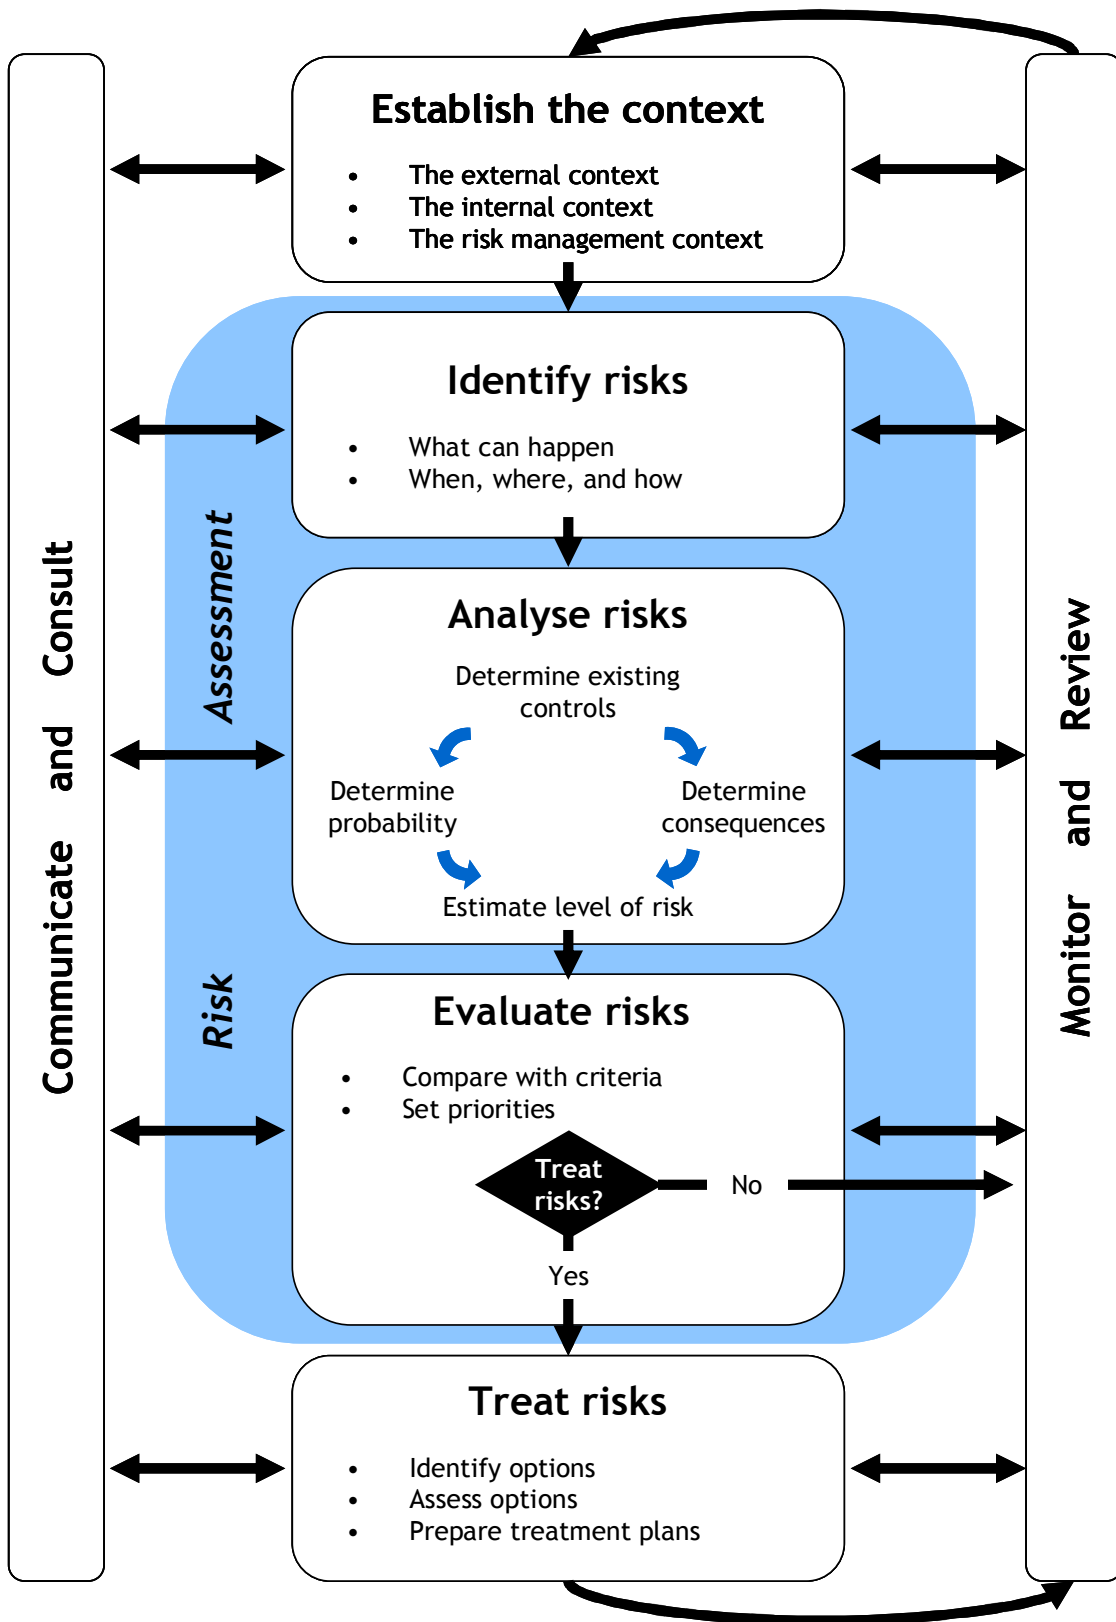 Establish the context
• The external context
• The internal context
• The risk management context
Identify risks
• What can happen
• When, where, and how
Analyse risks
Determine existing
controls
Determine
probability
Determine
consequences
Estimate level of risk
Evaluate risks
• Compare with criteria
• Set priorities
Treat
risks?
No
Yes
Treat risks
• Identify options
• Assess options
• Prepare treatment plans
Communicate and Consult
Risk Assessment
Monitor and Review